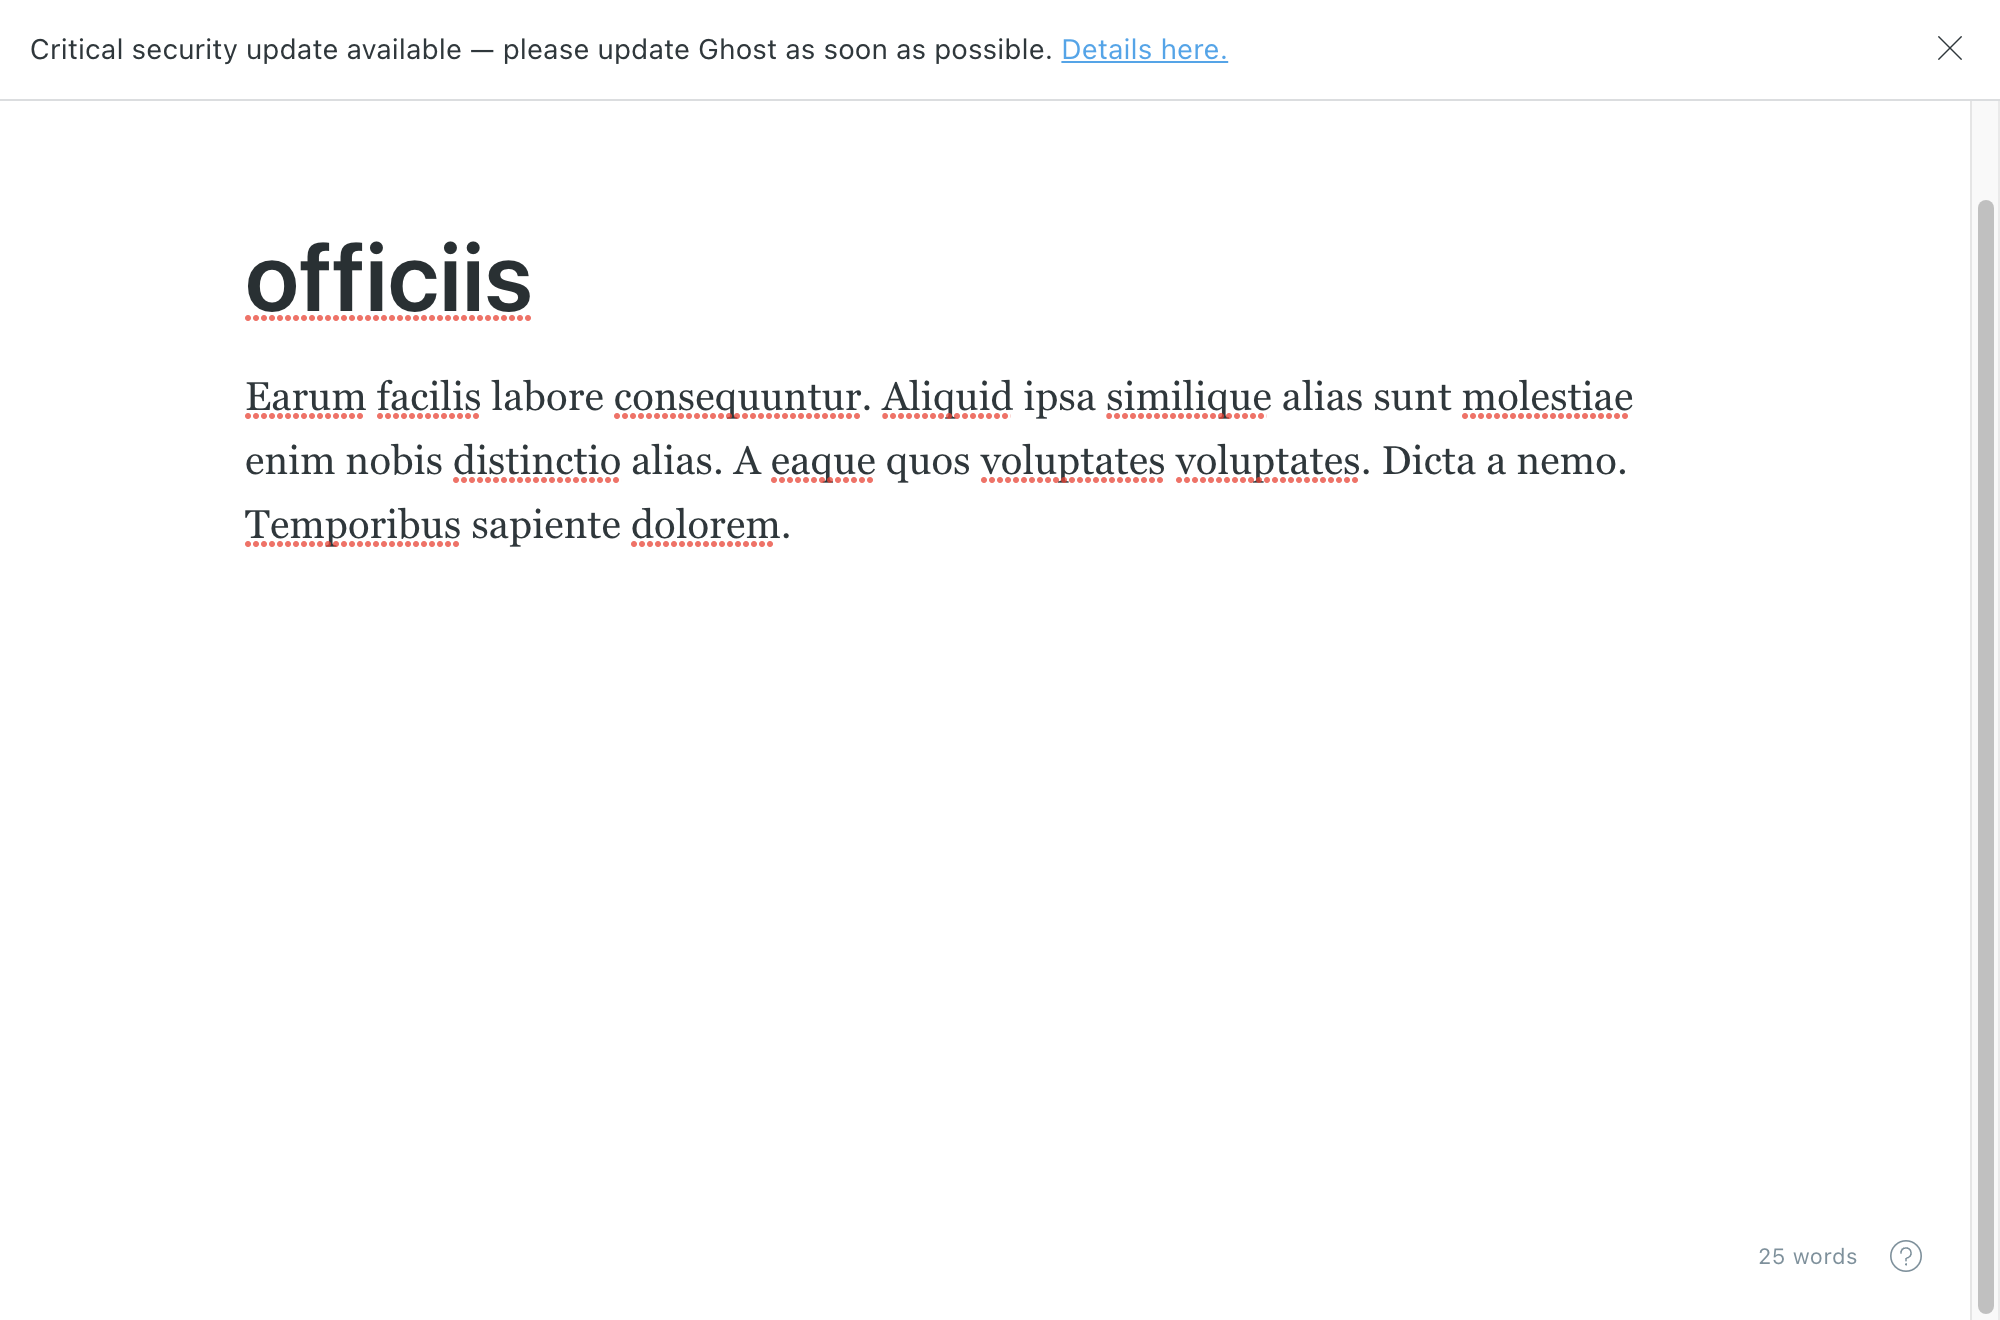 Critical security update available — please update Ghost as soon as possible. Details here.
officiis
Earum facilis labore consequuntur. Aliquid ipsa similique alias sunt molestiae
enim nobis distinctio alias. A eaque quos voluptates voluptates. Dicta a nemo.
Temporibus sapiente dolorem.
25 words ?